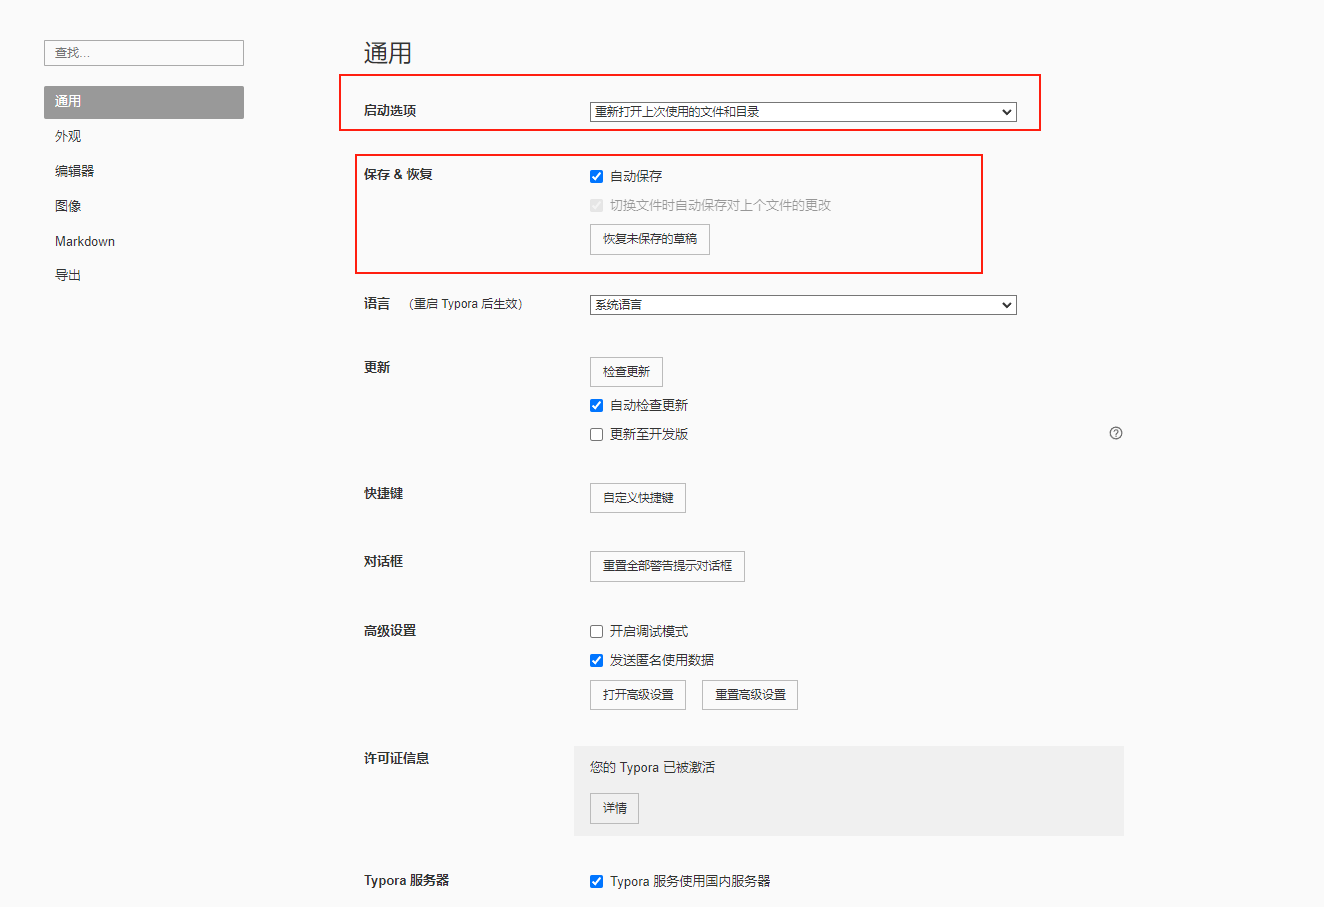 查找...
通用
外观
编辑器
图像
Markdown
导出
通用
启动选项
重新打开上次使用的文件和目录
保存 & 恢复
自动保存
切换文件时自动保存对上个文件的更改
恢复未保存的草稿
语言 （重启 Typora 后生效）
系统语言
更新
检查更新
自动检查更新
更新至开发版
快捷键
自定义快捷键
对话框
重置全部警告提示对话框
高级设置
开启调试模式
发送匿名使用数据
打开高级设置
重置高级设置
许可证信息
您的 Typora 已被激活
详情
Typora 服务器
Typora 服务使用国内服务器